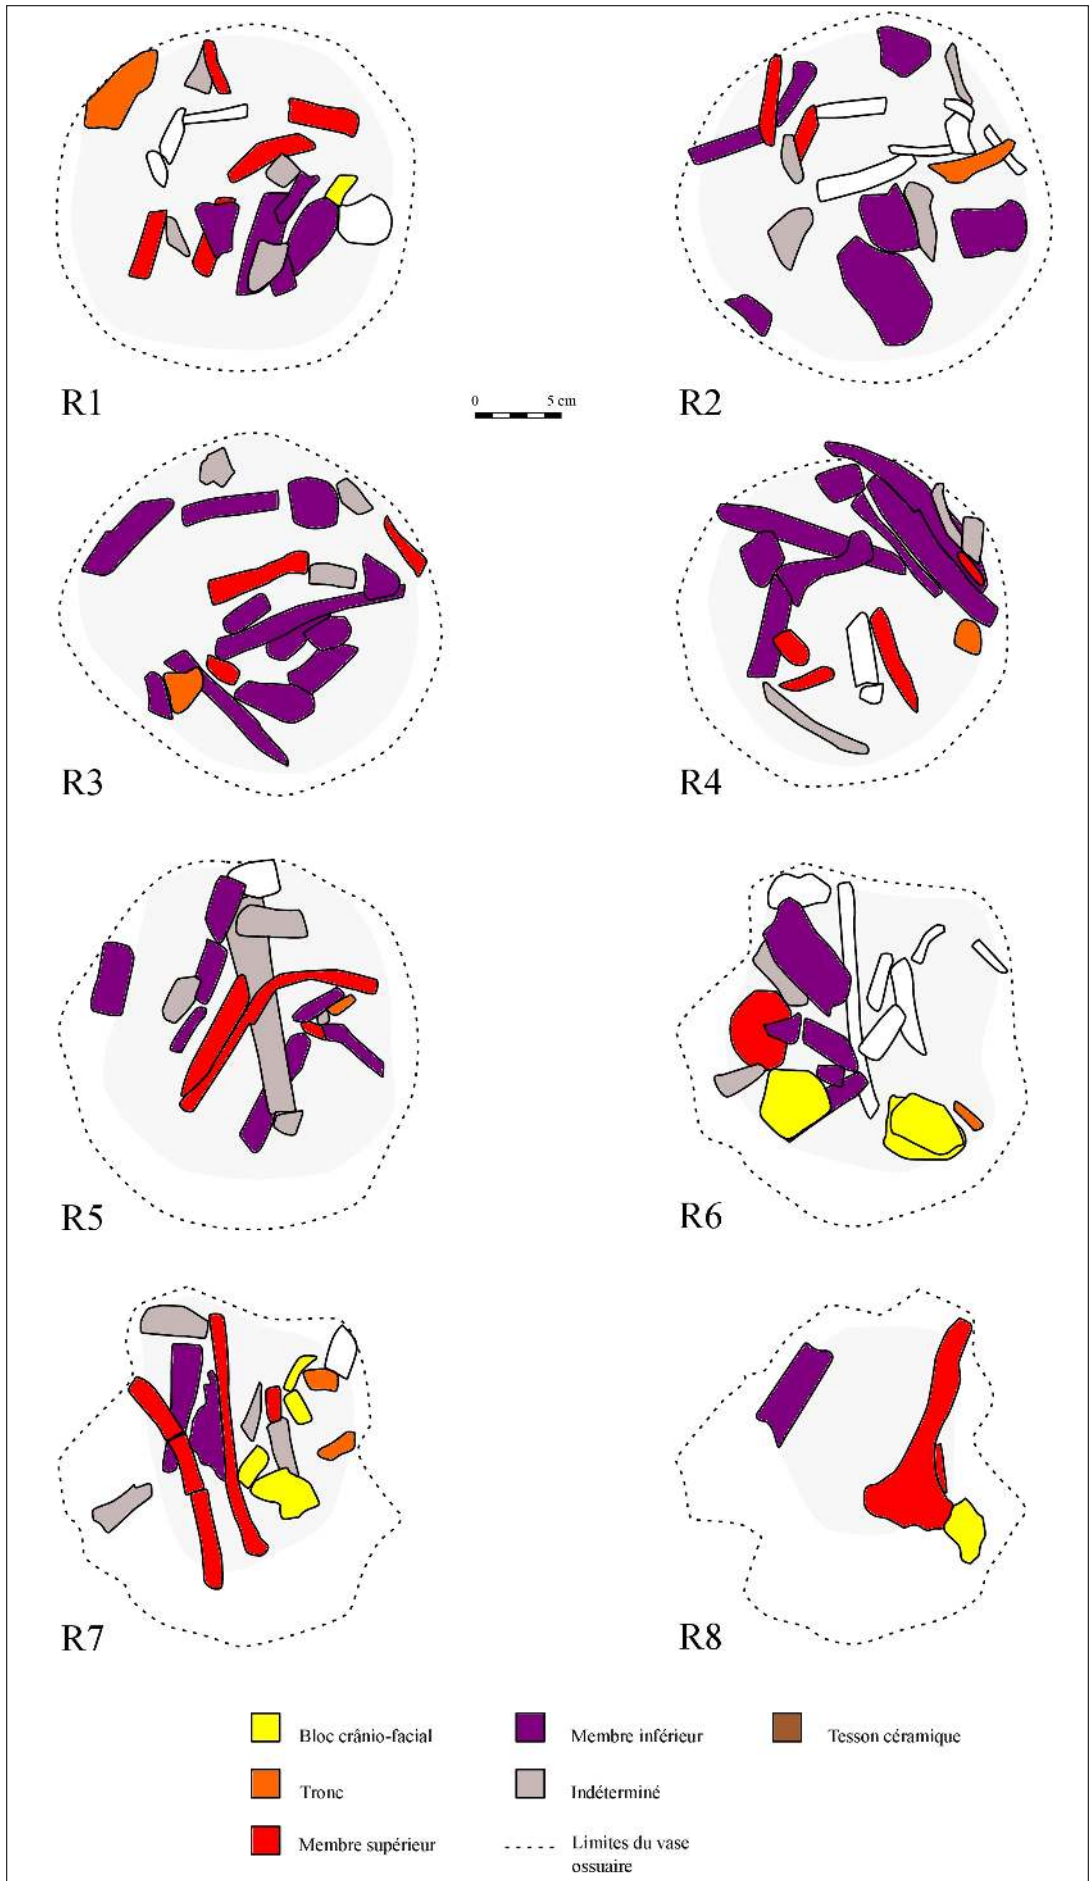 R1
R2
0 5 cm
R3
R4
R5
R6
R7
R8
Bloc crânio-facial
Membre inférieur
Tesson céramique
Tronc
Indéterminé
Membre supérieur
Limites du vase
ossuaire